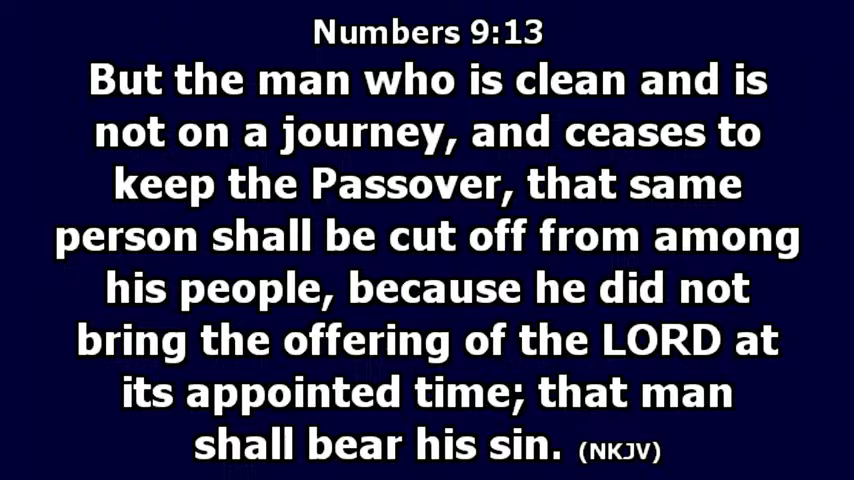 Numbers 9:13
But the man who is clean and is
not on a journey, and ceases to
keep the Passover, that same
person shall be cut off from among
his people, because he did not
bring the offering of the LORD at
its appointed time; that man
shall bear his sin. (NKJV)